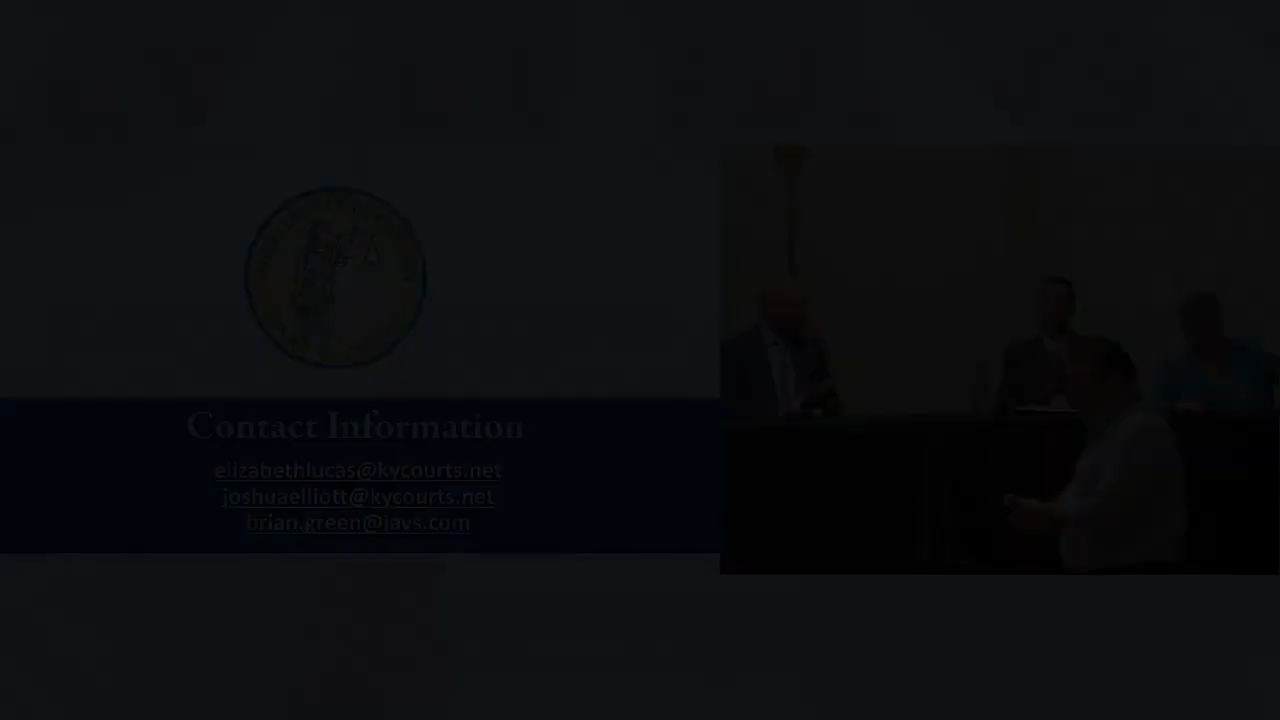 Contact Information
elizabethlucas@kycourts.net
joshuaelliott@kycourts.net
brian.green@javs.com